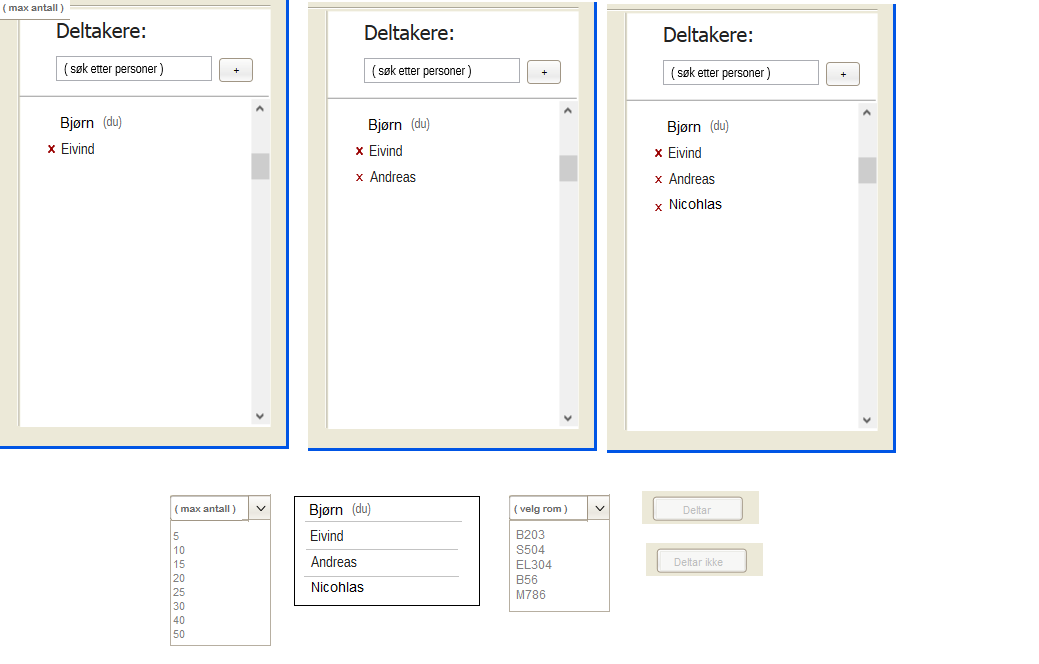 ( max antall )
Deltakere:
( søk etter personer ) +
Bjørn (du)
x Eivind
Deltakere:
( søk etter personer ) +
Bjørn (du)
x Eivind
x Andreas
Deltakere:
( søk etter personer ) +
Bjørn (du)
x Eivind
x Andreas
x Nicohlas
( max antall )
5
10
15
20
25
30
40
50
Bjørn (du)
Eivind
Andreas
Nicohlas
( velg rom )
B203
S504
EL304
B56
M786
Deltar
Deltar ikke